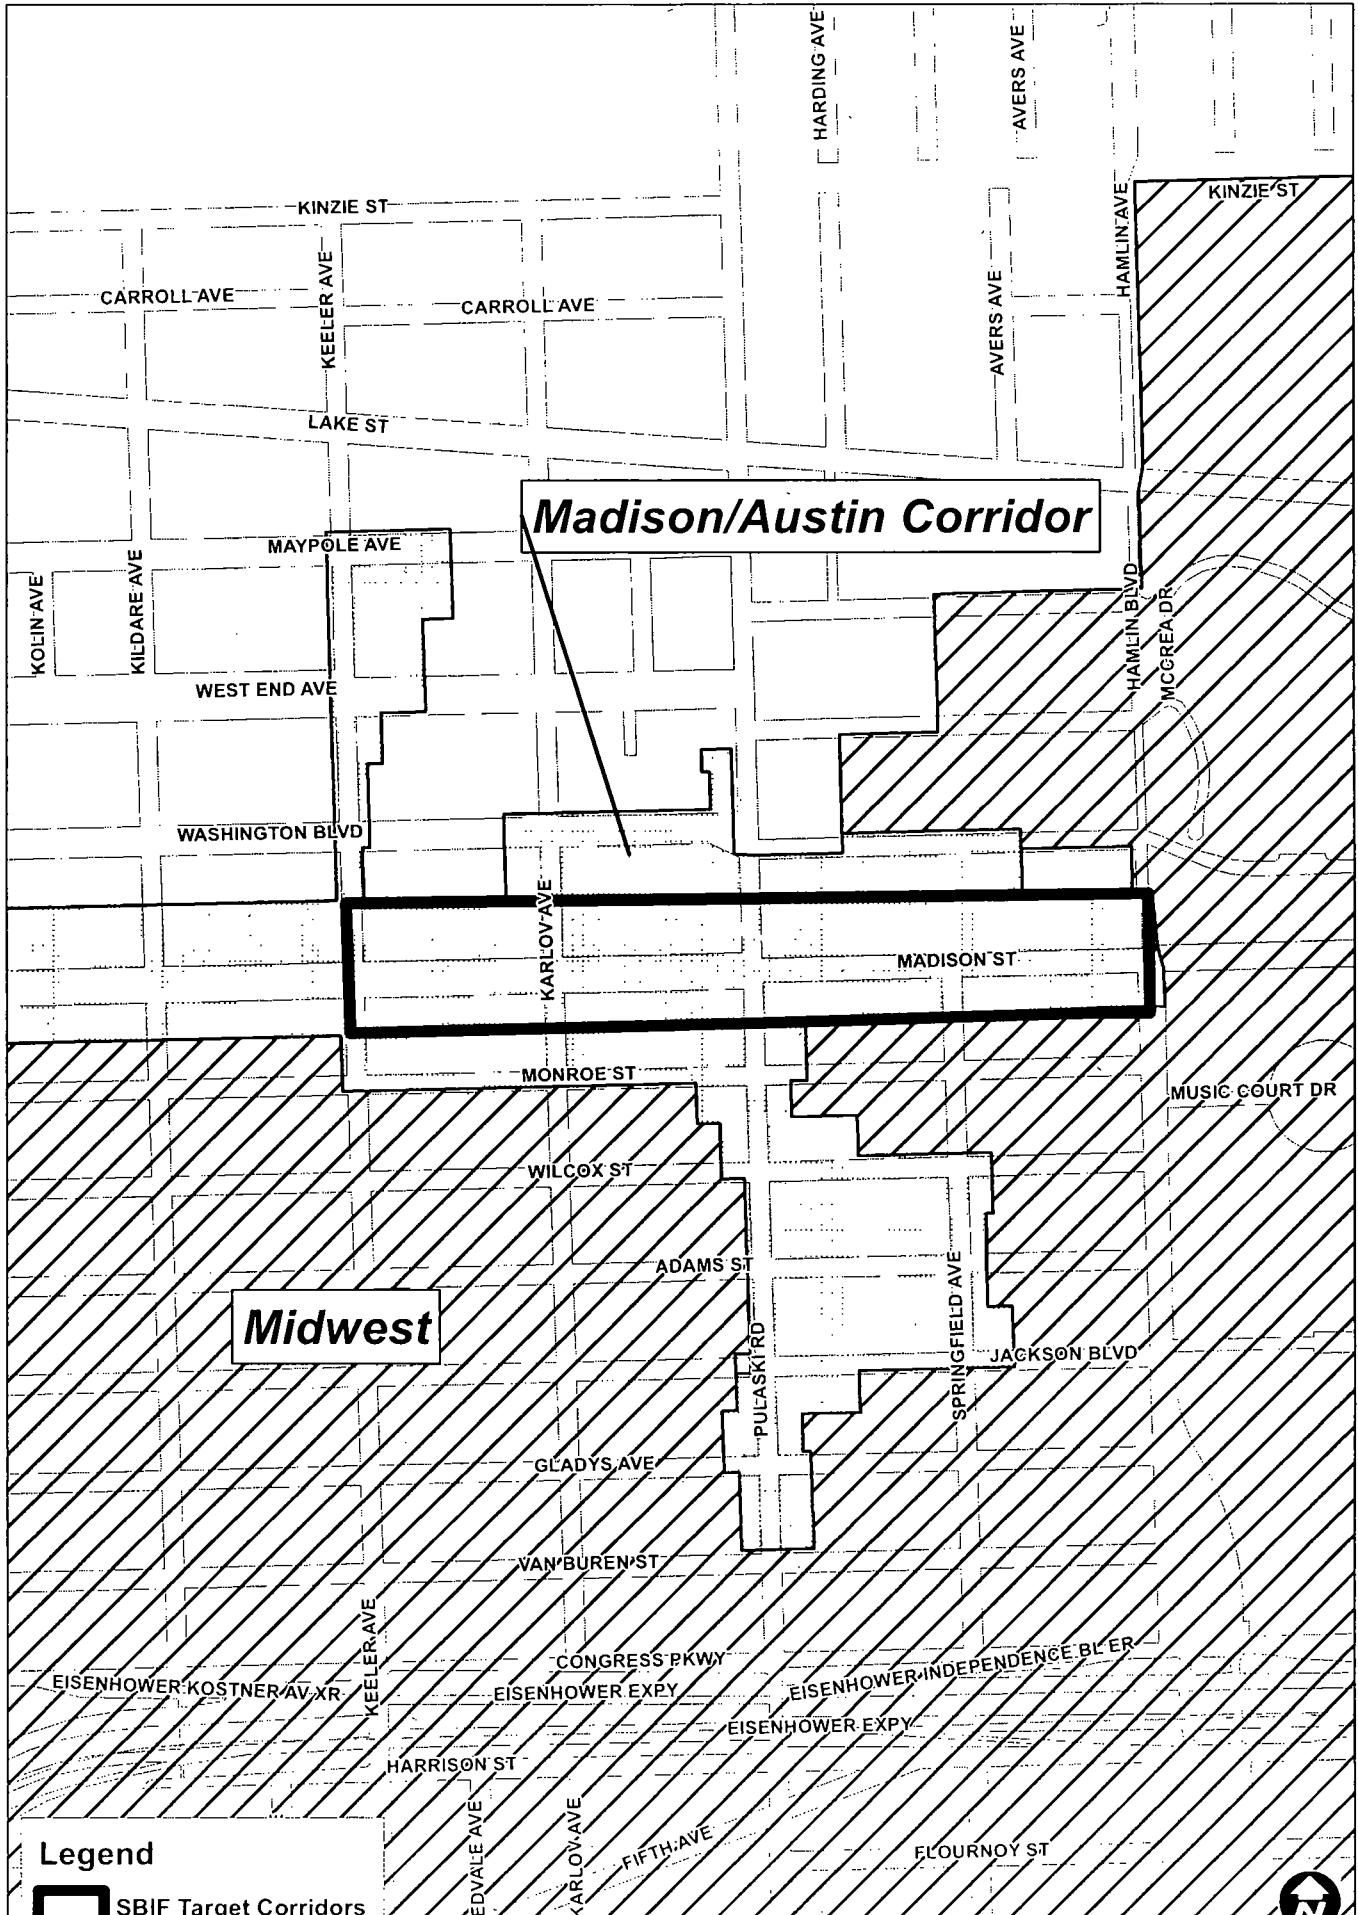 HARDING AVE
AVERS AVE
KINZIE ST
KINZIE ST
HAMLIN AVE
CARROLL AVE
KEELER AVE
CARROLL AVE
AVERS AVE
LAKE ST
Madison/Austin Corridor
MAYPOLE AVE
KOLIN AVE
KILDARE AVE
HAMLIN BLVD
MCCREA DR
WEST END AVE
WASHINGTON BLVD
KARLOV AVE
MADISON ST
MONROE ST
MUSIC COURT DR
WILCOX ST
ADAMS ST
SPRINGFIELD AVE
Midwest
PULASKI RD
JACKSON BLVD
GLADYS AVE
VAN BUREN ST
KEELER AVE
CONGRESS PKWY
EISENHOWER INDEPENDENCE BL ER
EISENHOWER KOSTNER AV XR
EISENHOWER EXPY
EISENHOWER EXPY
HARRISON ST
EDVALE AVE
KARLOV AVE
FIFTH AVE
FLOURNOY ST
Legend
SBIF Target Corridors
N